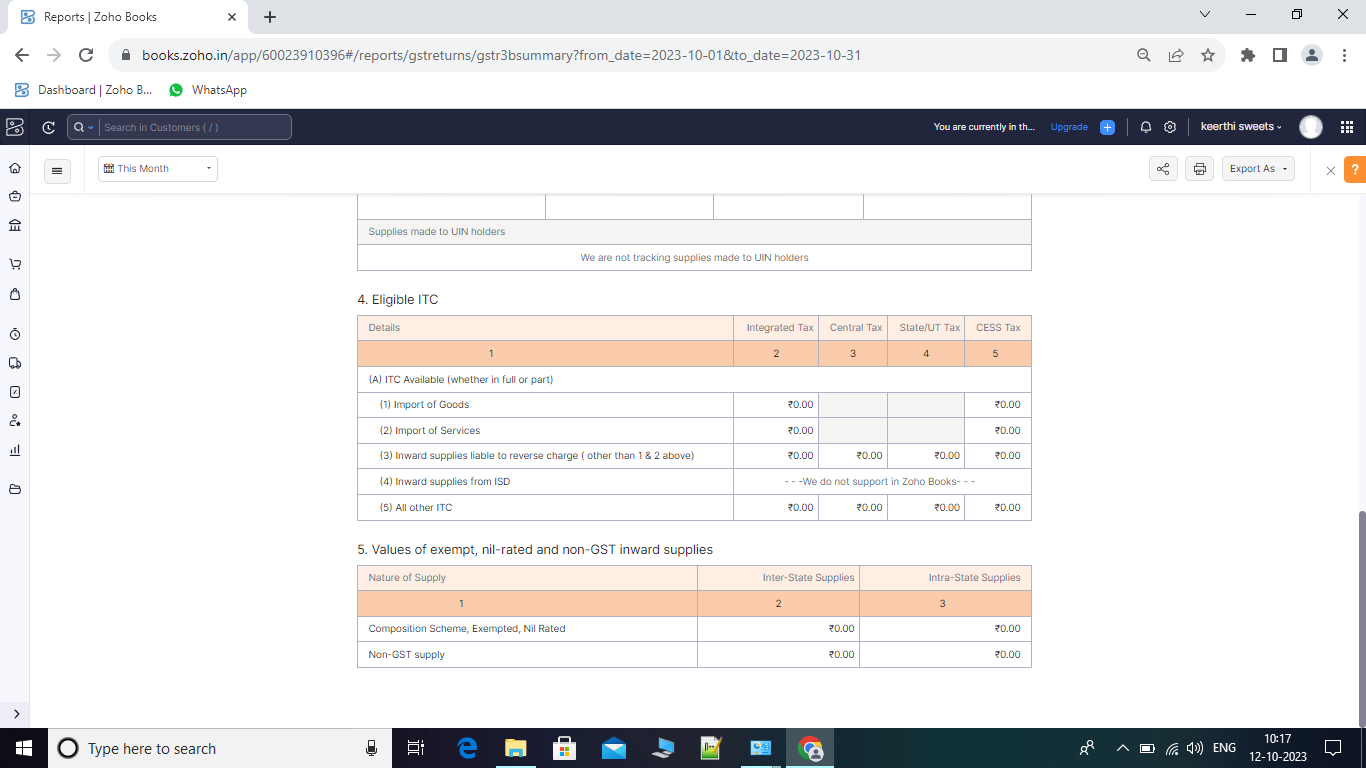 Reports | Zoho Books
books.zoho.in/app/60023910396#/reports/gstreturns/gstr3bsummary?from_date=2023-10-01&to_date=2023-10-31
Dashboard | Zoho B... WhatsApp
Search in Customers ( / ) You are currently in th... Upgrade keerthi sweets
This Month Export As ?
Supplies made to UIN holders
We are not tracking supplies made to UIN holders
4. Eligible ITC
Details Integrated Tax Central Tax State/UT Tax CESS Tax
1 2 3 4 5
(A) ITC Available (whether in full or part)
(1) Import of Goods ₹0.00 ₹0.00
(2) Import of Services ₹0.00 ₹0.00
(3) Inward supplies liable to reverse charge ( other than 1 & 2 above) ₹0.00 ₹0.00 ₹0.00 ₹0.00
(4) Inward supplies from ISD - - -We do not support in Zoho Books- - -
(5) All other ITC ₹0.00 ₹0.00 ₹0.00 ₹0.00
5. Values of exempt, nil-rated and non-GST inward supplies
Nature of Supply Inter-State Supplies Intra-State Supplies
1 2 3
Composition Scheme, Exempted, Nil Rated ₹0.00 ₹0.00
Non-GST supply ₹0.00 ₹0.00
Type here to search ENG 10:17
12-10-2023